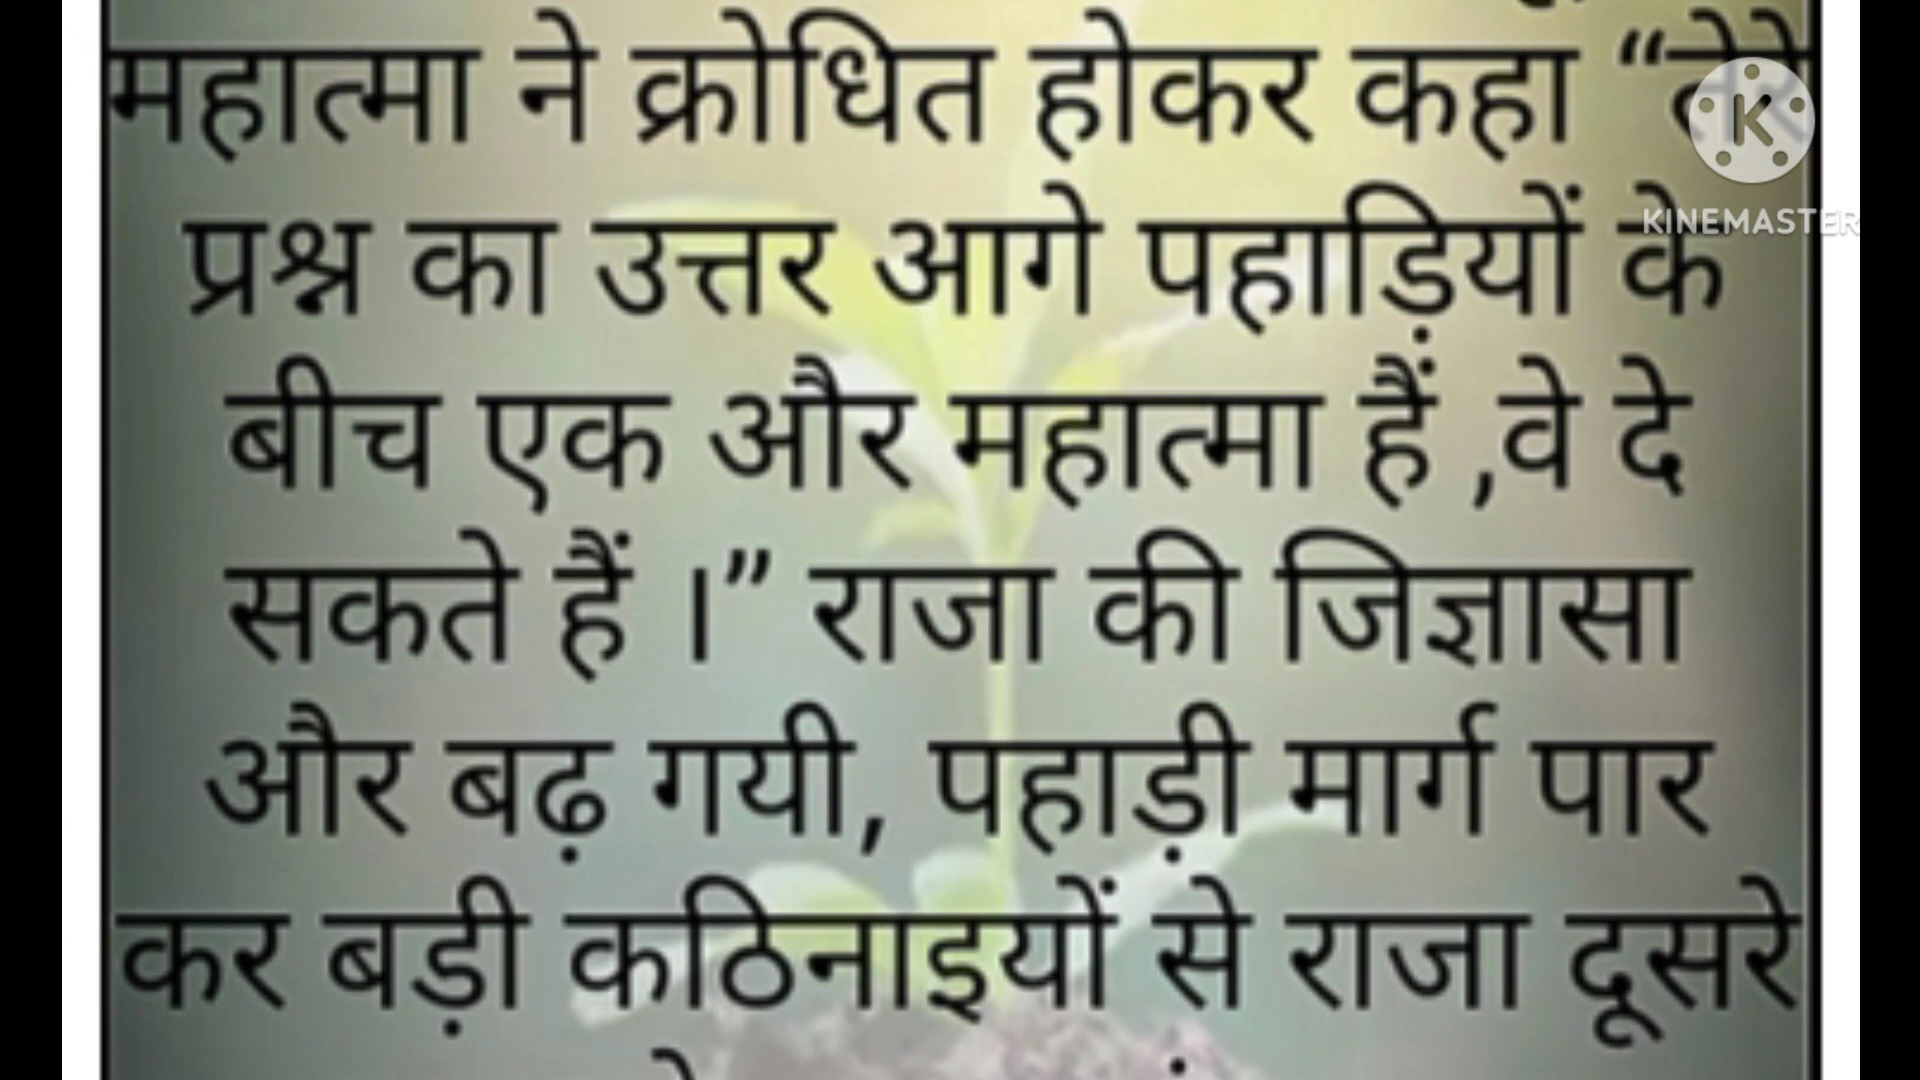 महात्मा ने क्रोधित होकर कहा “तेरे
प्रश्न का उत्तर आगे पहाड़ियों के
बीच एक और महात्मा हैं ,वे दे
सकते हैं ।” राजा की जिज्ञासा
और बढ़ गयी, पहाड़ी मार्ग पार
कर बड़ी कठिनाइयों से राजा दूसरे
K
KINEMASTER